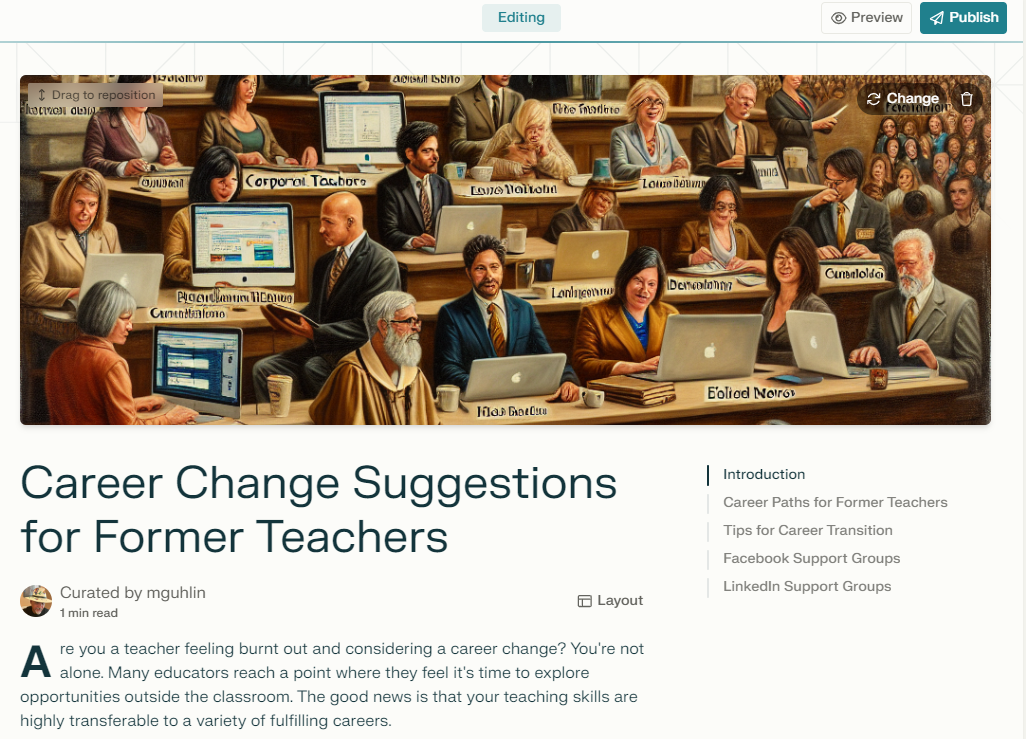 Editing
Preview
Publish
Drag to reposition
Change
Career Change Suggestions
for Former Teachers
Introduction
Career Paths for Former Teachers
Tips for Career Transition
Facebook Support Groups
LinkedIn Support Groups
Curated by mguhlin
1 min read
Layout
Are you a teacher feeling burnt out and considering a career change? You're not
alone. Many educators reach a point where they feel it's time to explore
opportunities outside the classroom. The good news is that your teaching skills are
highly transferable to a variety of fulfilling careers.